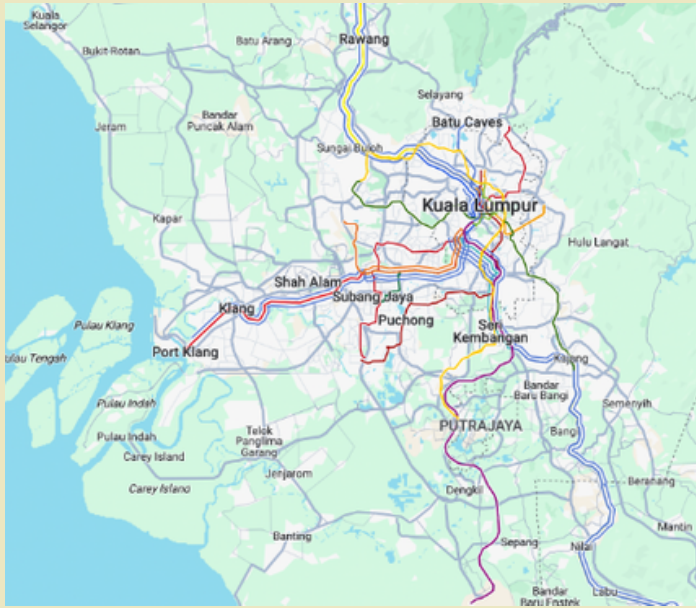 Kuala
Selangor
Bukit Rotan
Batu Arang
Rawang
Selayang
Batu Caves
Jeram
Bandar
Puncak Alam
Sungai Buloh
Kuala Lumpur
Kapar
Hulu Langat
Shah Alam
Subang Jaya
Klang
Puchong
Pulau Klang
Seri
Kembangan
Port Klang
Pulau Tengah
Kajang
Bandar
Baru Bangi
Semenyih
Pulau Indah
PUTRAJAYA
Bangi
Pulau Indah
Telok
Panglima
Garang
Carey Island
Jenjarom
Beranang
Carey Island
Dengkil
Mantin
Banting
Sepang
Nilai
Bandar
Baru Enstek
Labu